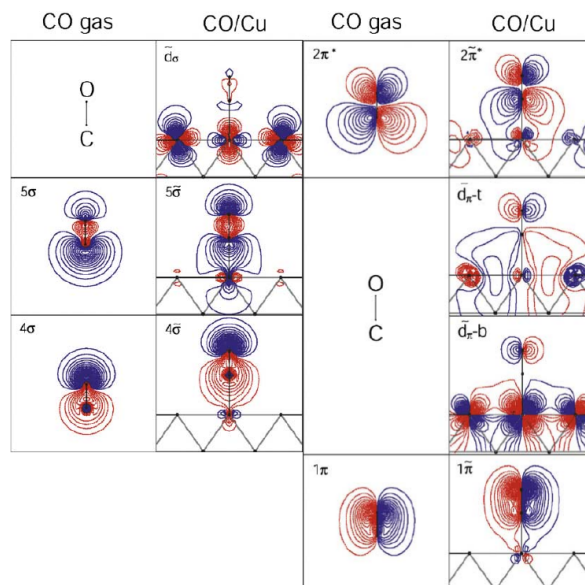 CO gas CO/Cu CO gas CO/Cu
O
C
d̃σ
2π*
2π̃*
5σ
5σ̃
d̃π-t
O
C
4σ
4σ̃
d̃π-b
1π
1π̃